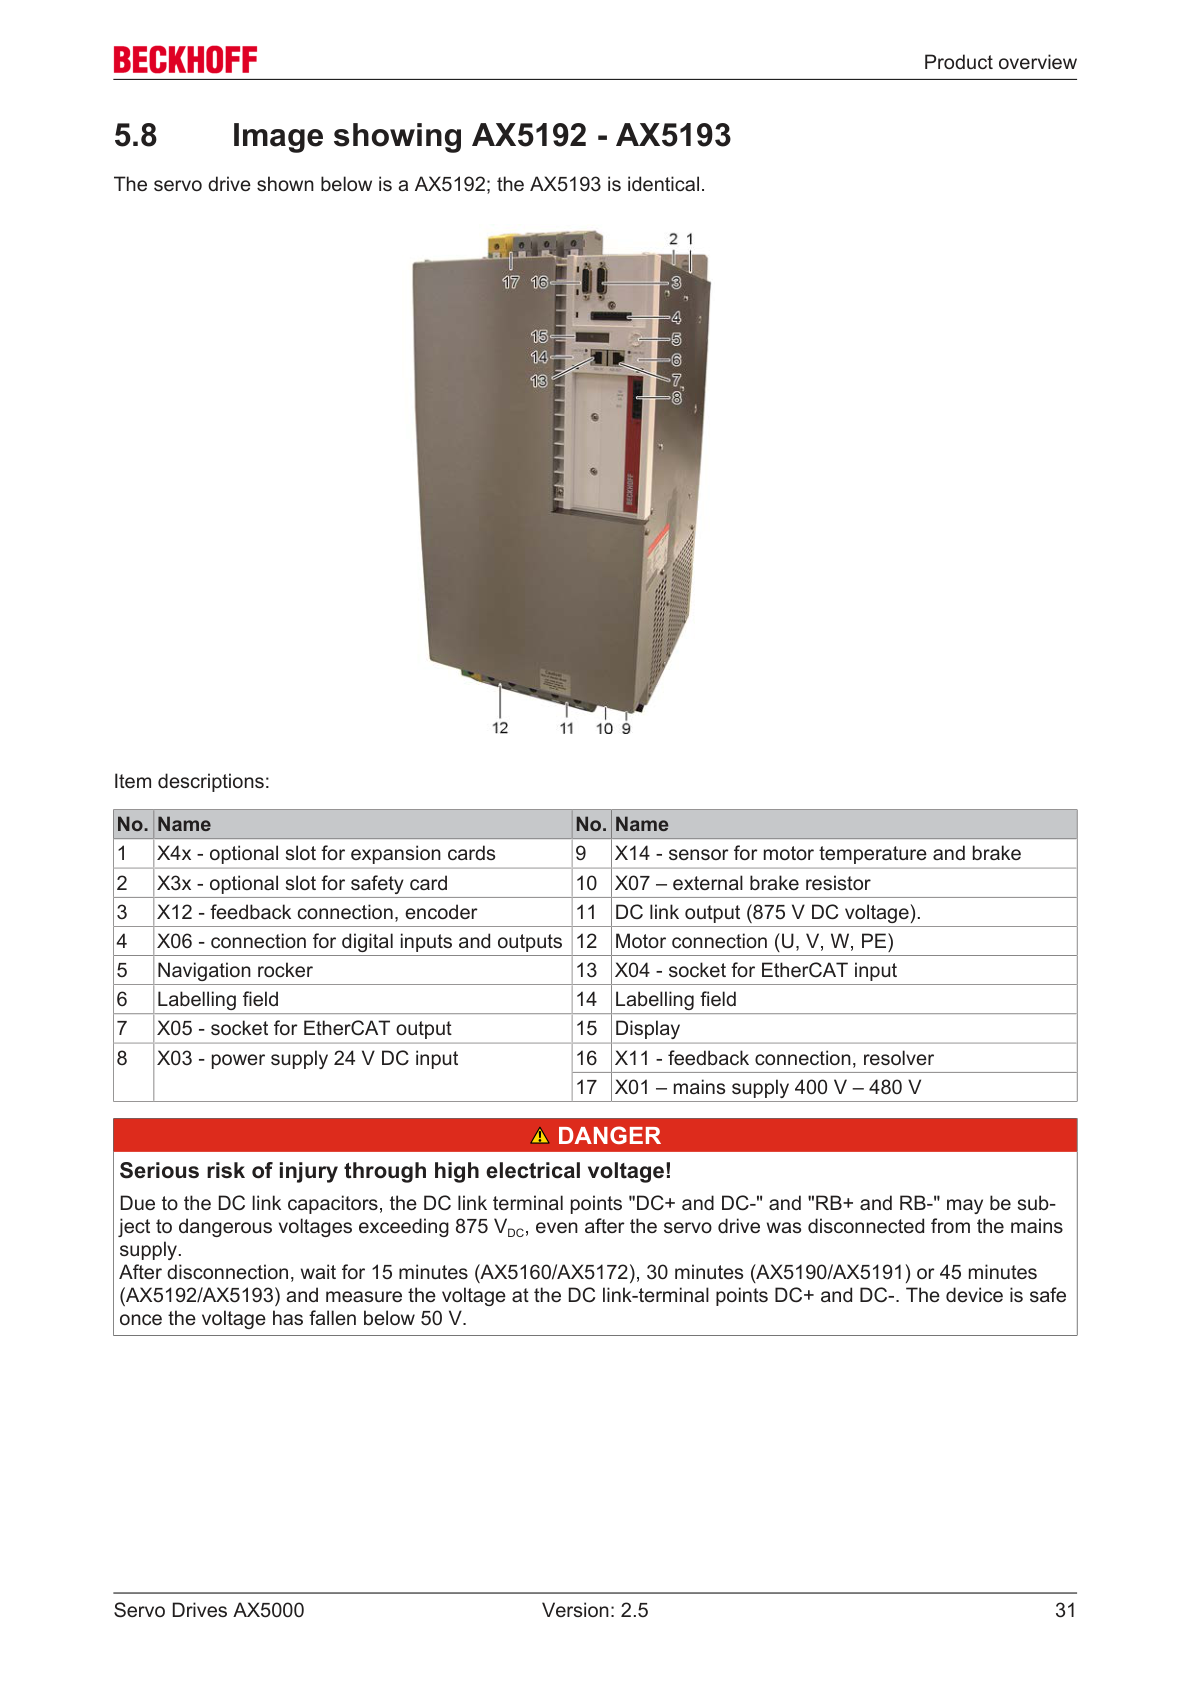 BECKHOFF
Product overview
5.8 Image showing AX5192 - AX5193
The servo drive shown below is a AX5192; the AX5193 is identical.
2 1
17 16 3
4
15 5
14 6
13 7
8
BECKHOFF
12 11 10 9
Item descriptions:
No. Name No. Name
1 X4x - optional slot for expansion cards 9 X14 - sensor for motor temperature and brake
2 X3x - optional slot for safety card 10 X07 – external brake resistor
3 X12 - feedback connection, encoder 11 DC link output (875 V DC voltage).
4 X06 - connection for digital inputs and outputs 12 Motor connection (U, V, W, PE)
5 Navigation rocker 13 X04 - socket for EtherCAT input
6 Labelling field 14 Labelling field
7 X05 - socket for EtherCAT output 15 Display
8 X03 - power supply 24 V DC input 16 X11 - feedback connection, resolver
17 X01 – mains supply 400 V – 480 V
DANGER
Serious risk of injury through high electrical voltage!
Due to the DC link capacitors, the DC link terminal points "DC+ and DC-" and "RB+ and RB-" may be sub-
ject to dangerous voltages exceeding 875 VDC, even after the servo drive was disconnected from the mains
supply.
After disconnection, wait for 15 minutes (AX5160/AX5172), 30 minutes (AX5190/AX5191) or 45 minutes
(AX5192/AX5193) and measure the voltage at the DC link-terminal points DC+ and DC-. The device is safe
once the voltage has fallen below 50 V.
Servo Drives AX5000 Version: 2.5 31